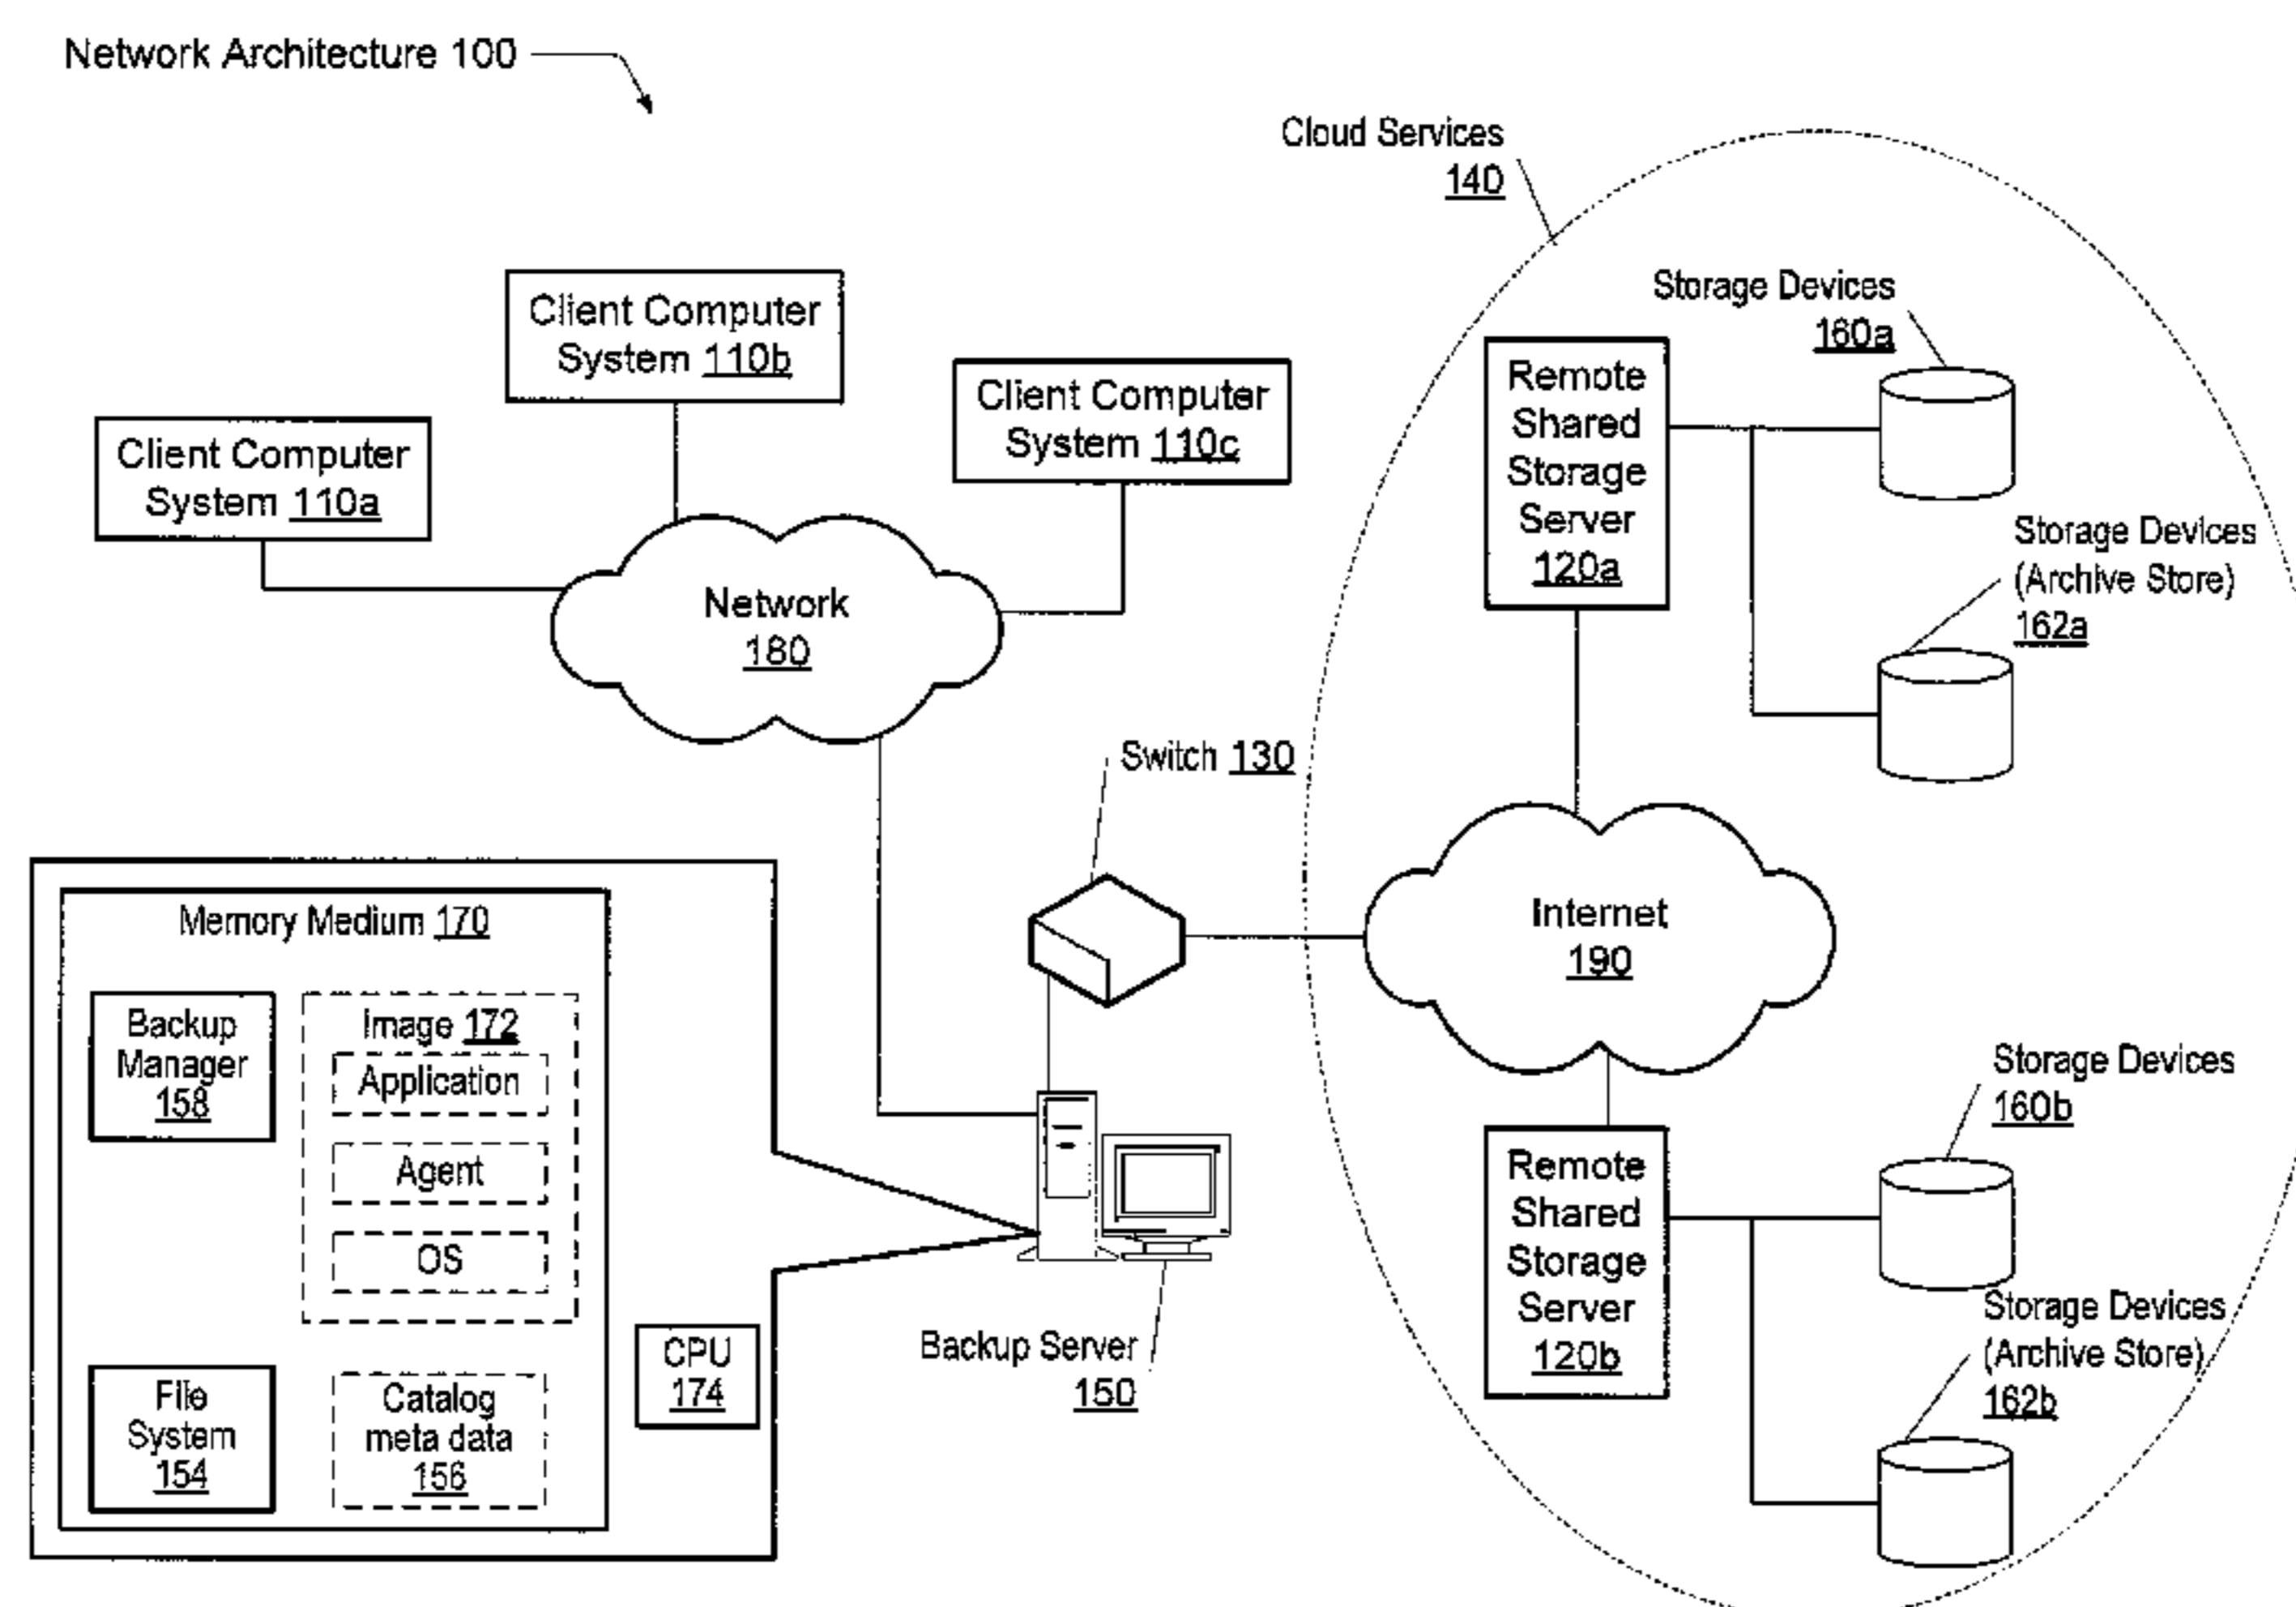 Network Architecture 100
Cloud Services
140
Client Computer
System 110b
Client Computer
System 110c
Client Computer
System 110a
Network
180
Storage Devices
160a
Remote
Shared
Storage
Server
120a
Storage Devices
(Archive Store)
162a
Switch 130
Internet
190
Memory Medium 170
Backup
Manager
158
Image 172
Application
Agent
OS
File
System
154
Catalog
meta data
156
CPU
174
Backup Server
150
Storage Devices
160b
Remote
Shared
Storage
Server
120b
Storage Devices
(Archive Store)
162b